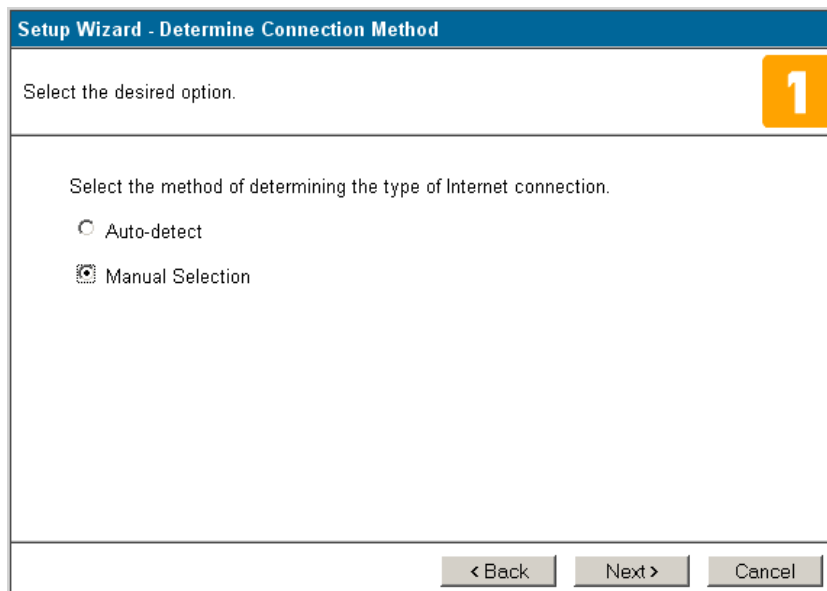 Setup Wizard - Determine Connection Method
Select the desired option.
1
Select the method of determining the type of Internet connection.
Auto-detect
Manual Selection
< Back Next > Cancel